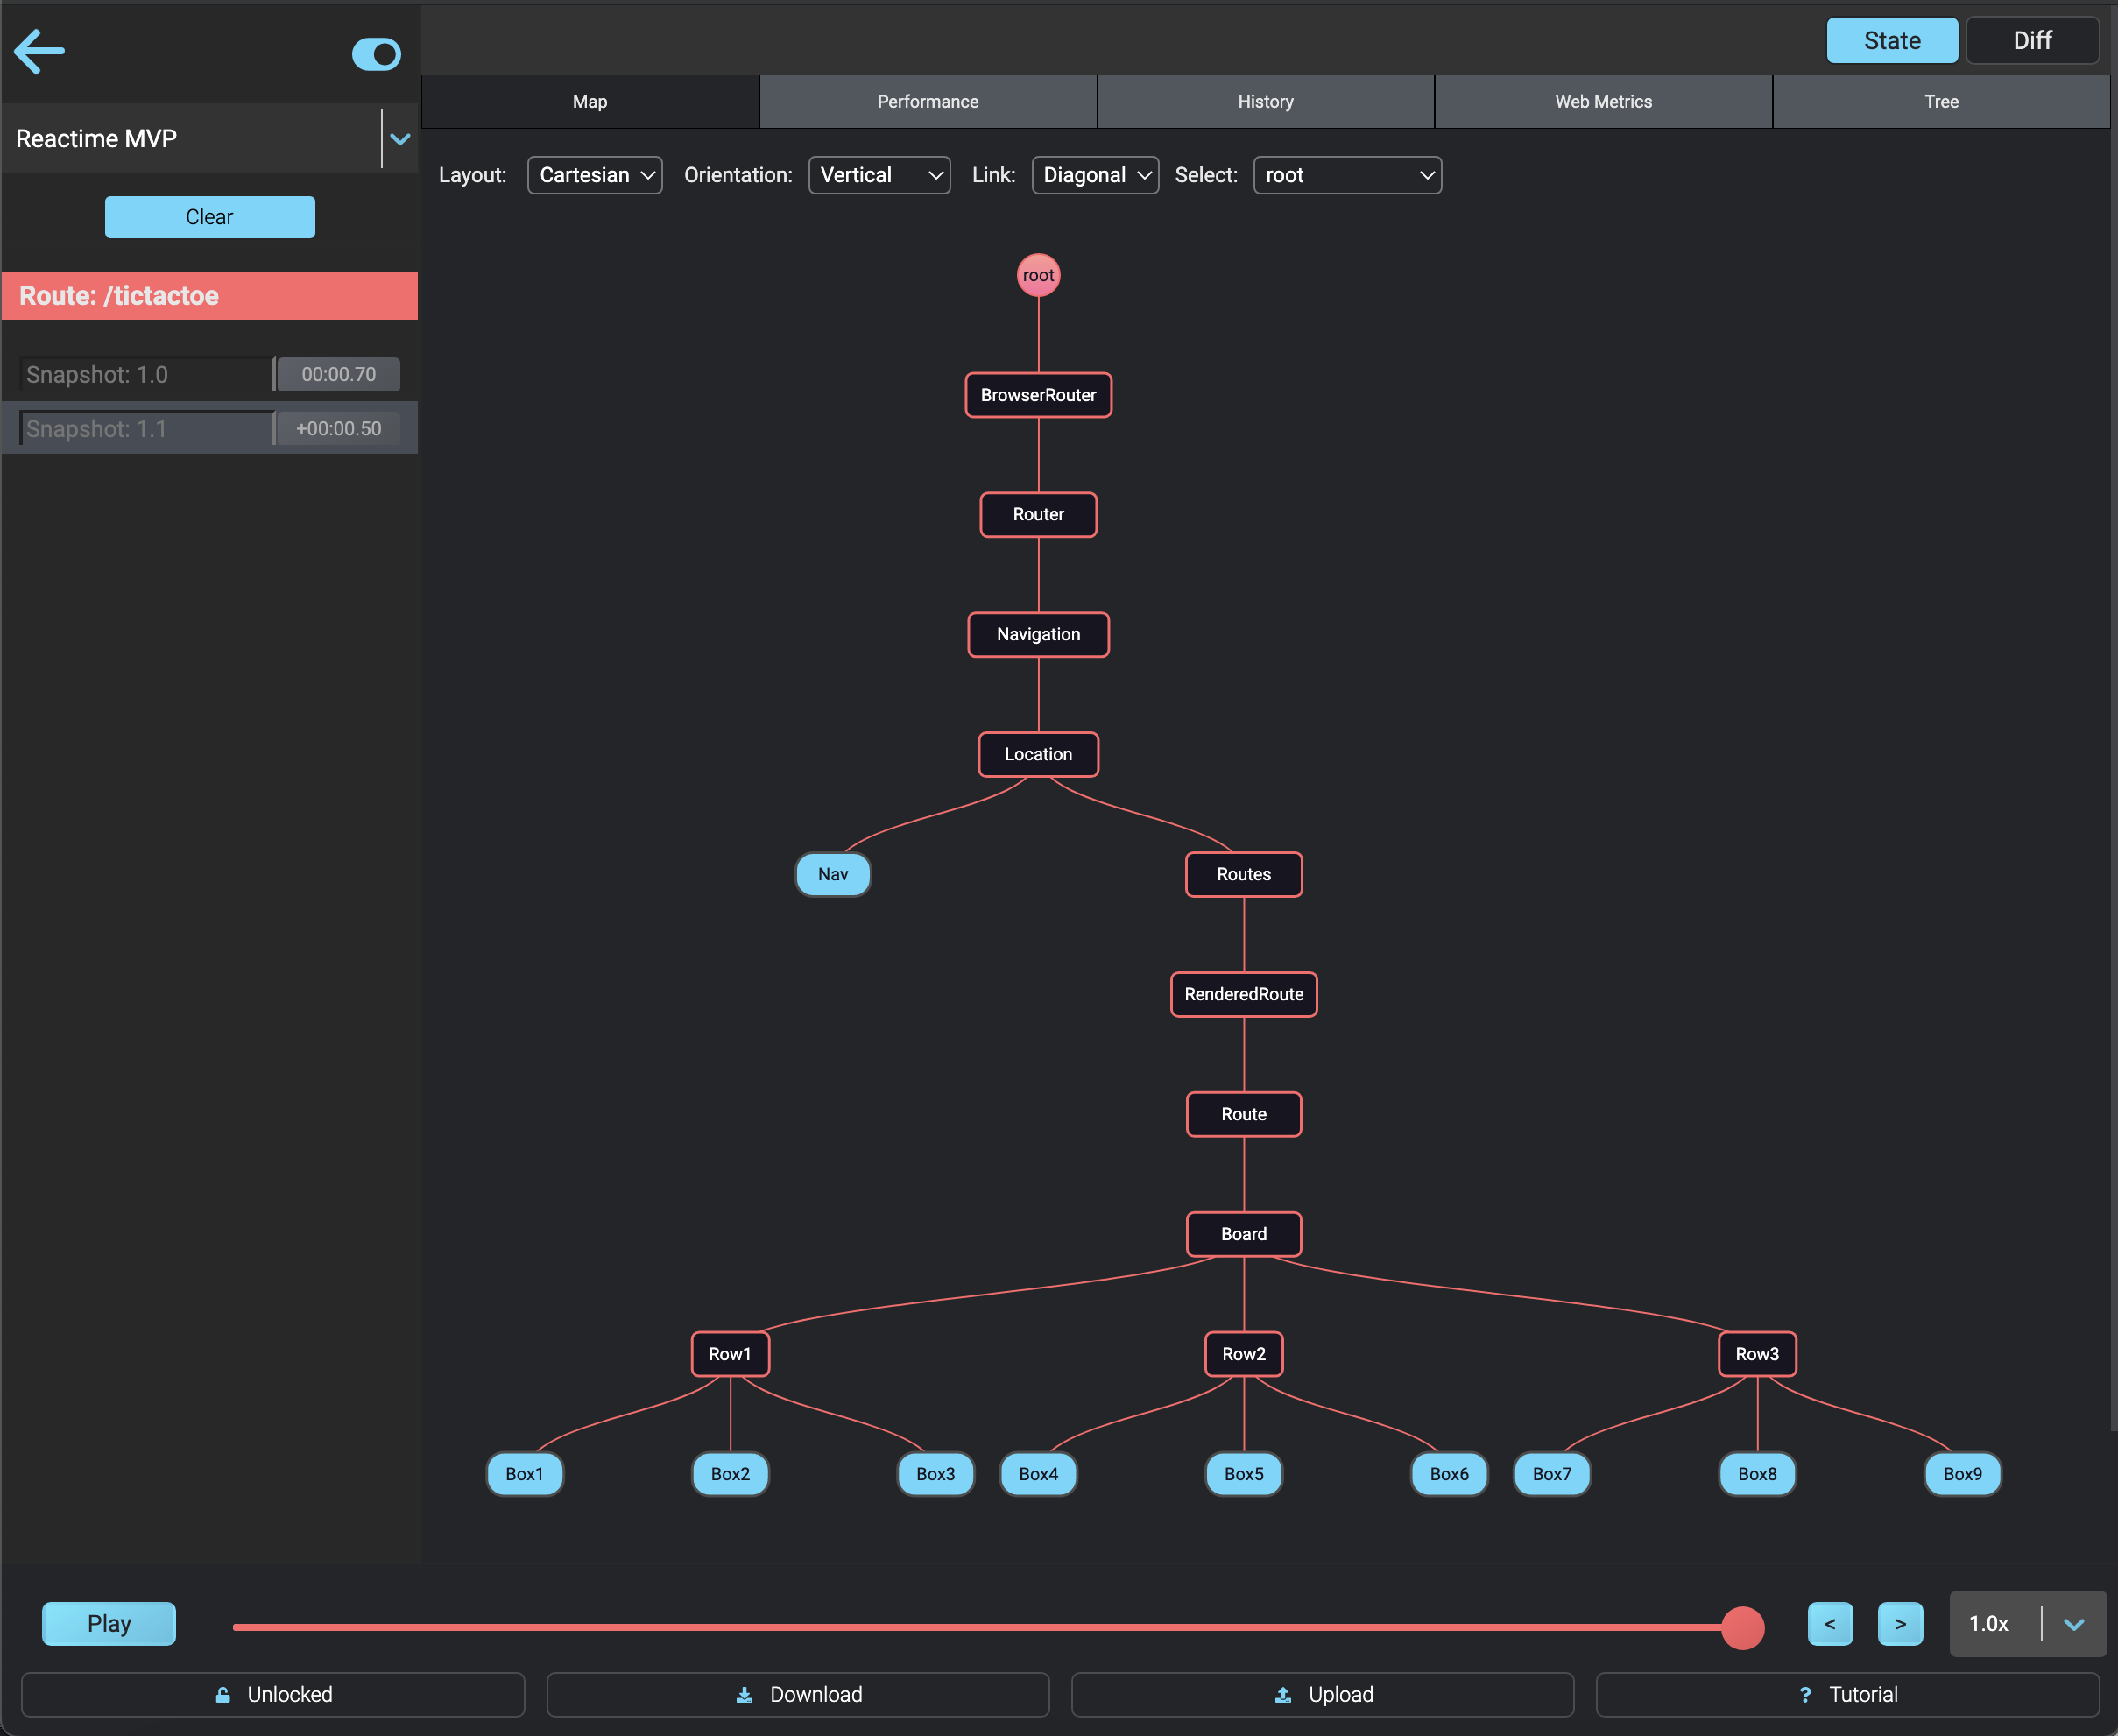 State Diff
Reactime MVP
Clear
Route: /tictactoe
Snapshot: 1.0 00:00.70
Snapshot: 1.1 +00:00.50
Map Performance History Web Metrics Tree
Layout: Cartesian Orientation: Vertical Link: Diagonal Select: root
root
BrowserRouter
Router
Navigation
Location
Nav Routes
RenderedRoute
Route
Board
Row1 Row2 Row3
Box1 Box2 Box3 Box4 Box5 Box6 Box7 Box8 Box9
Play < > 1.0x
Unlocked Download Upload ? Tutorial